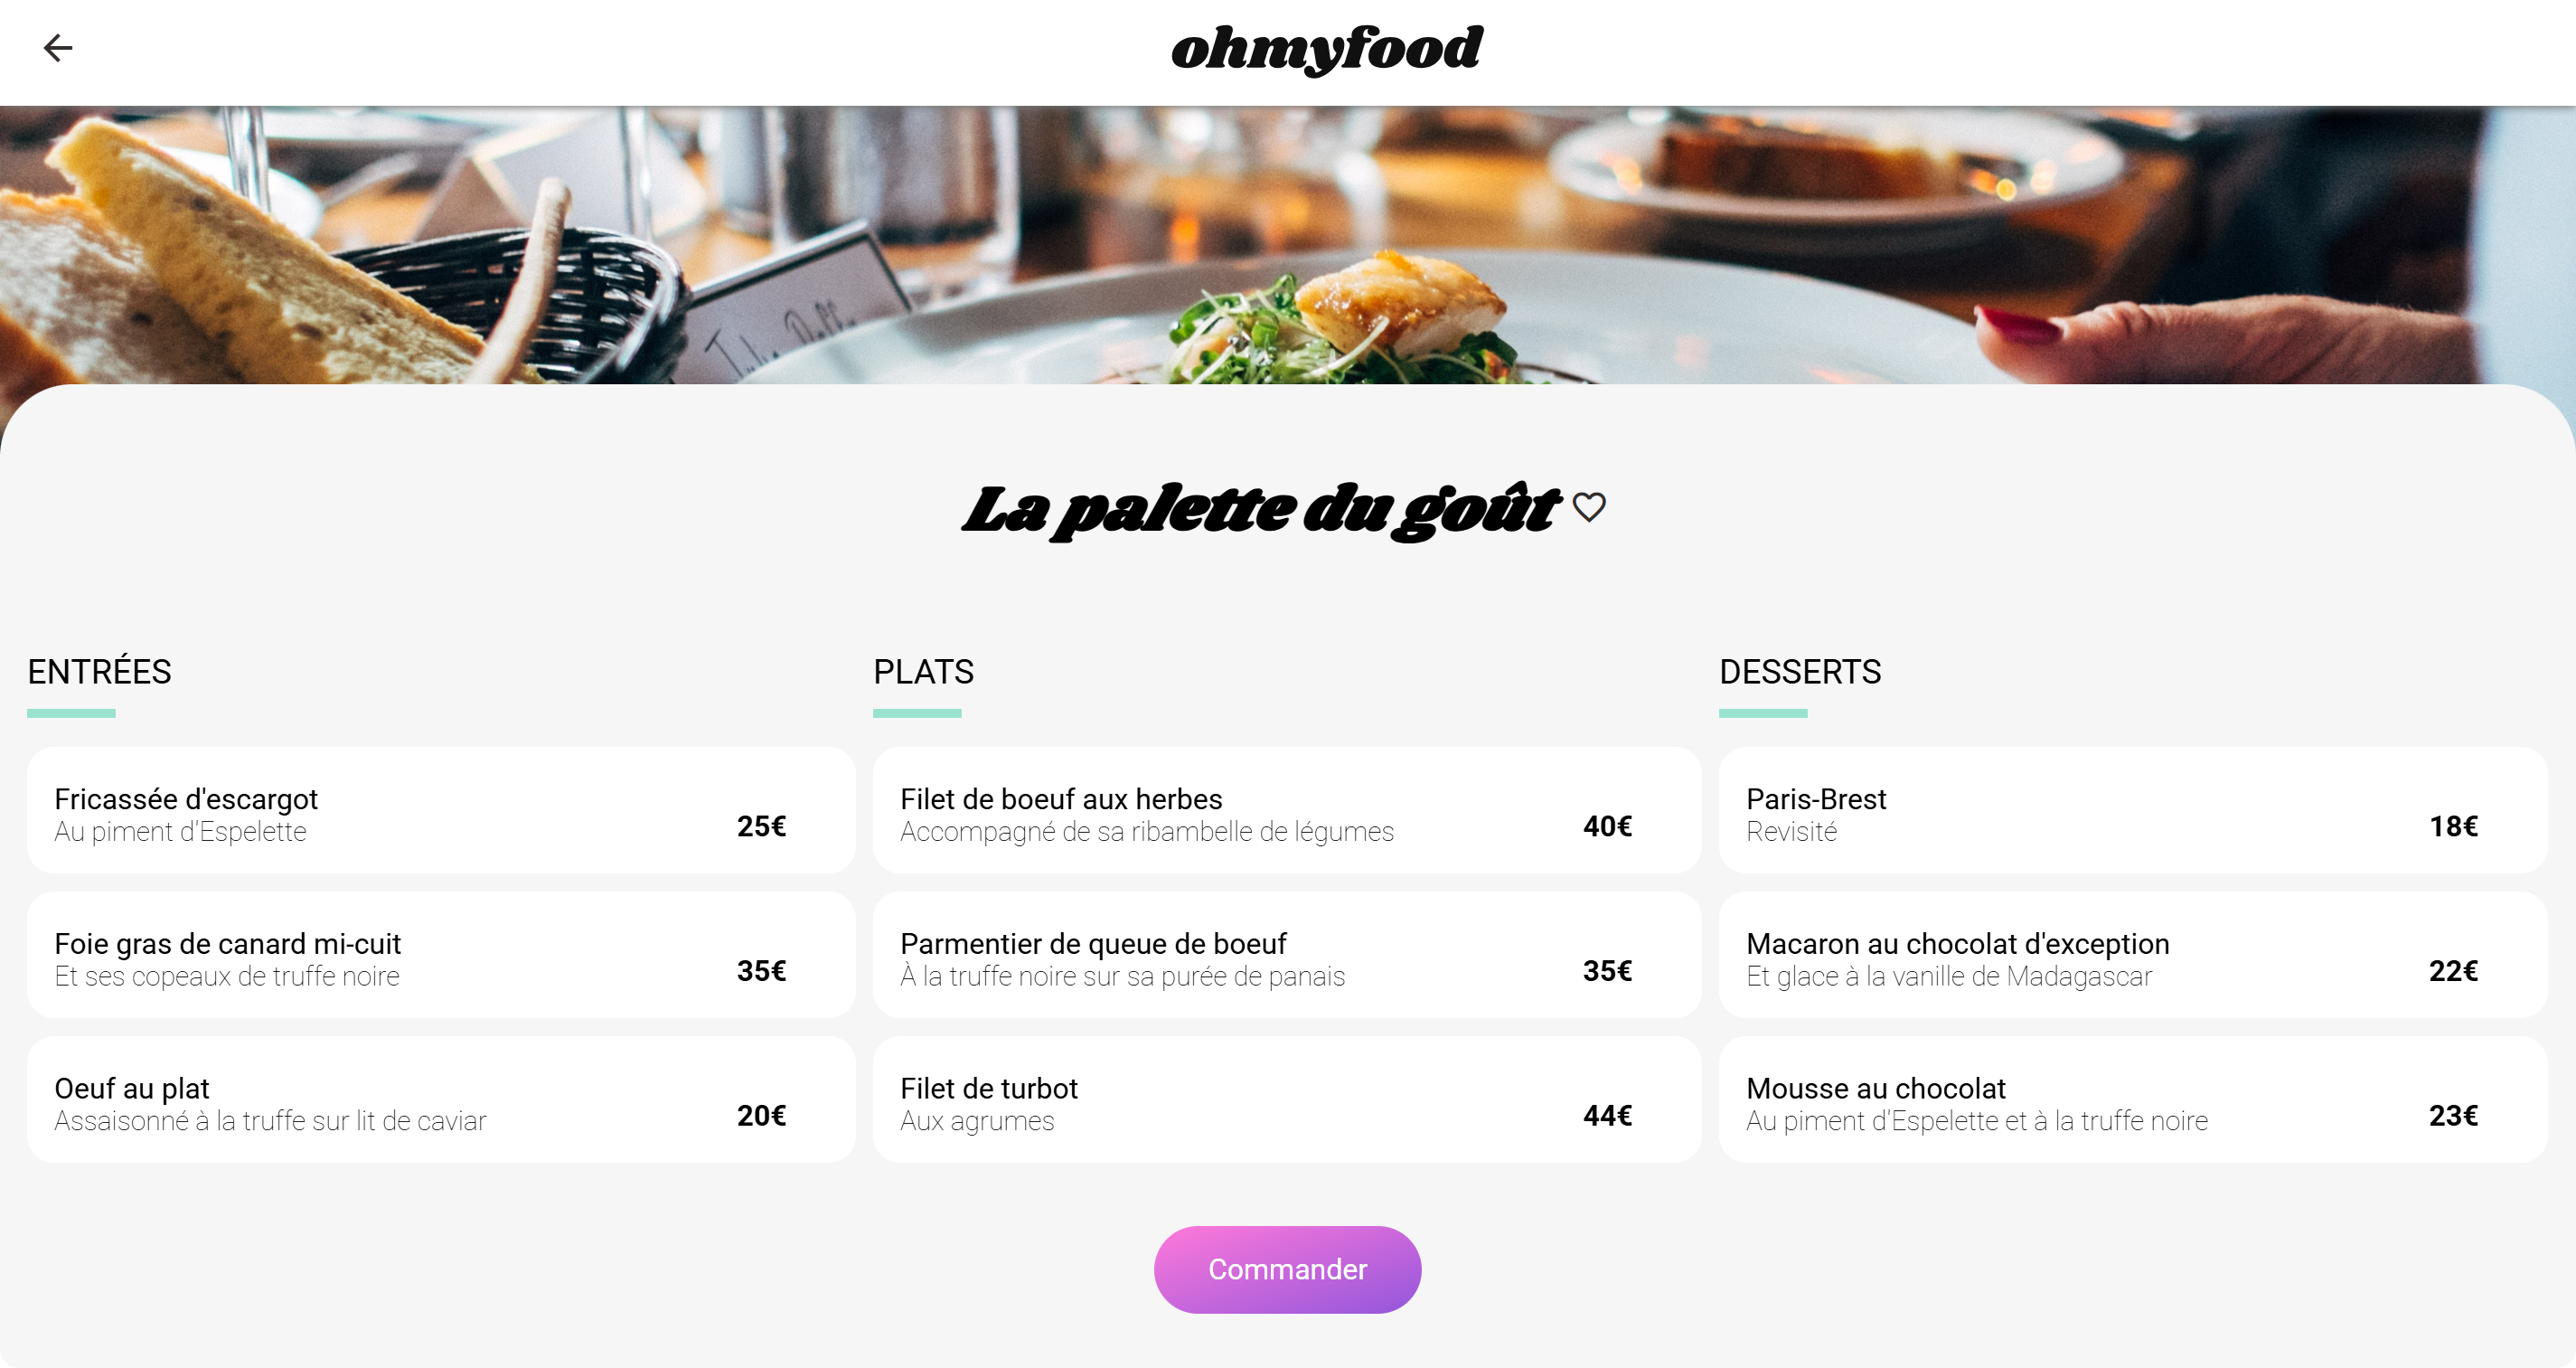 ohmyfood
La palette du goût
ENTRÉES
Fricassée d'escargot
Au piment d'Espelette
25€
Foie gras de canard mi-cuit
Et ses copeaux de truffe noire
35€
Oeuf au plat
Assaisonné à la truffe sur lit de caviar
20€
PLATS
Filet de boeuf aux herbes
Accompagné de sa ribambelle de légumes
40€
Parmentier de queue de boeuf
À la truffe noire sur sa purée de panais
35€
Filet de turbot
Aux agrumes
44€
DESSERTS
Paris-Brest
Revisité
18€
Macaron au chocolat d'exception
Et glace à la vanille de Madagascar
22€
Mousse au chocolat
Au piment d'Espelette et à la truffe noire
23€
Commander